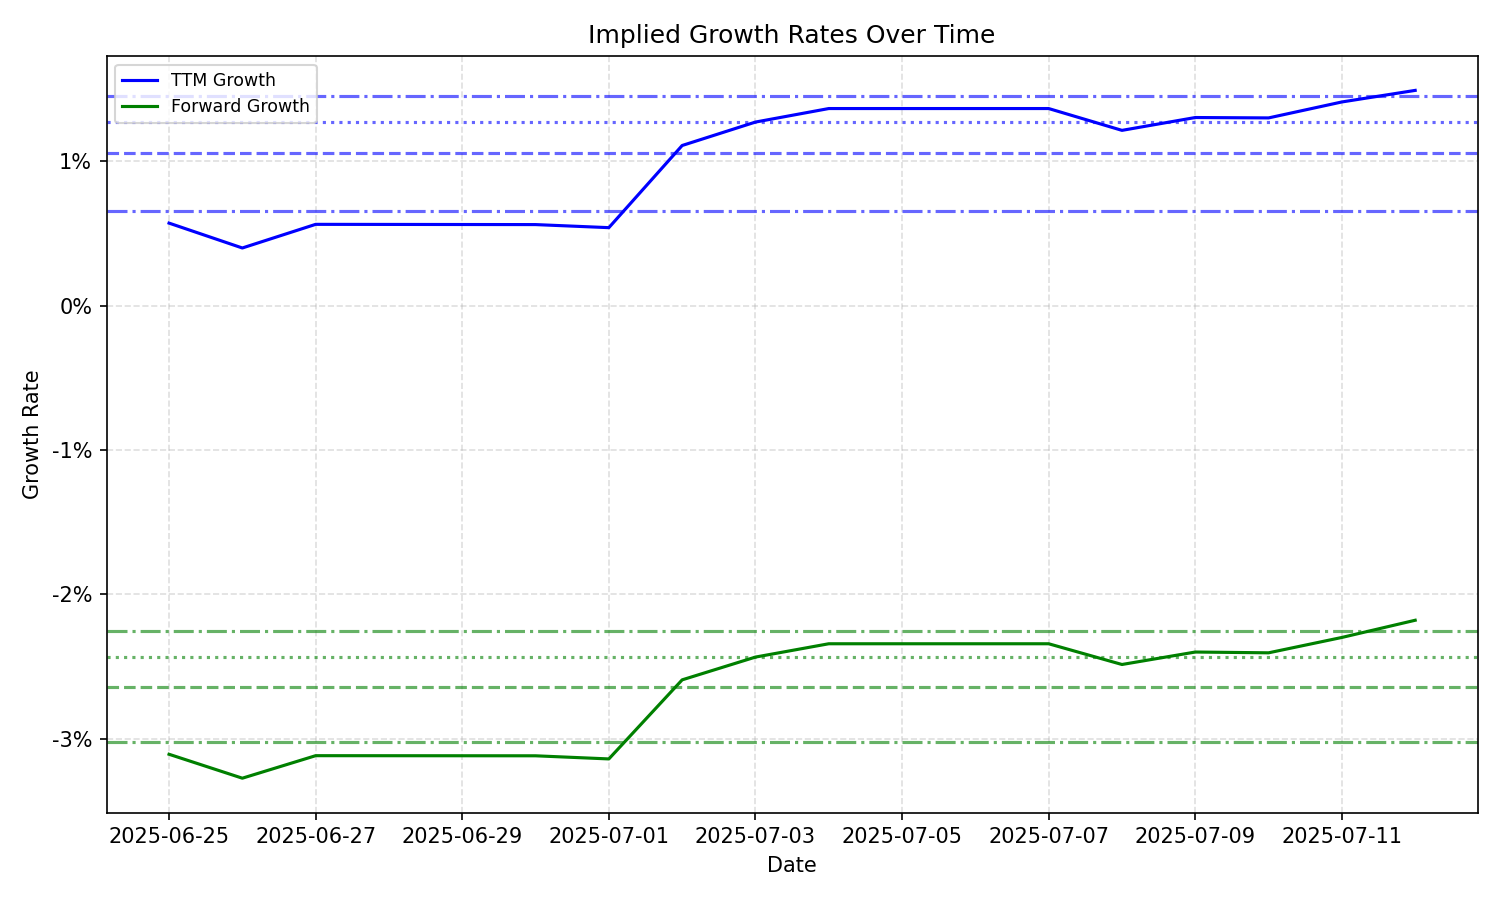 Implied Growth Rates Over Time
TTM Growth
Forward Growth
1%
0%
-1%
-2%
-3%
Growth Rate
2025-06-25 2025-06-27 2025-06-29 2025-07-01 2025-07-03 2025-07-05 2025-07-07 2025-07-09 2025-07-11
Date